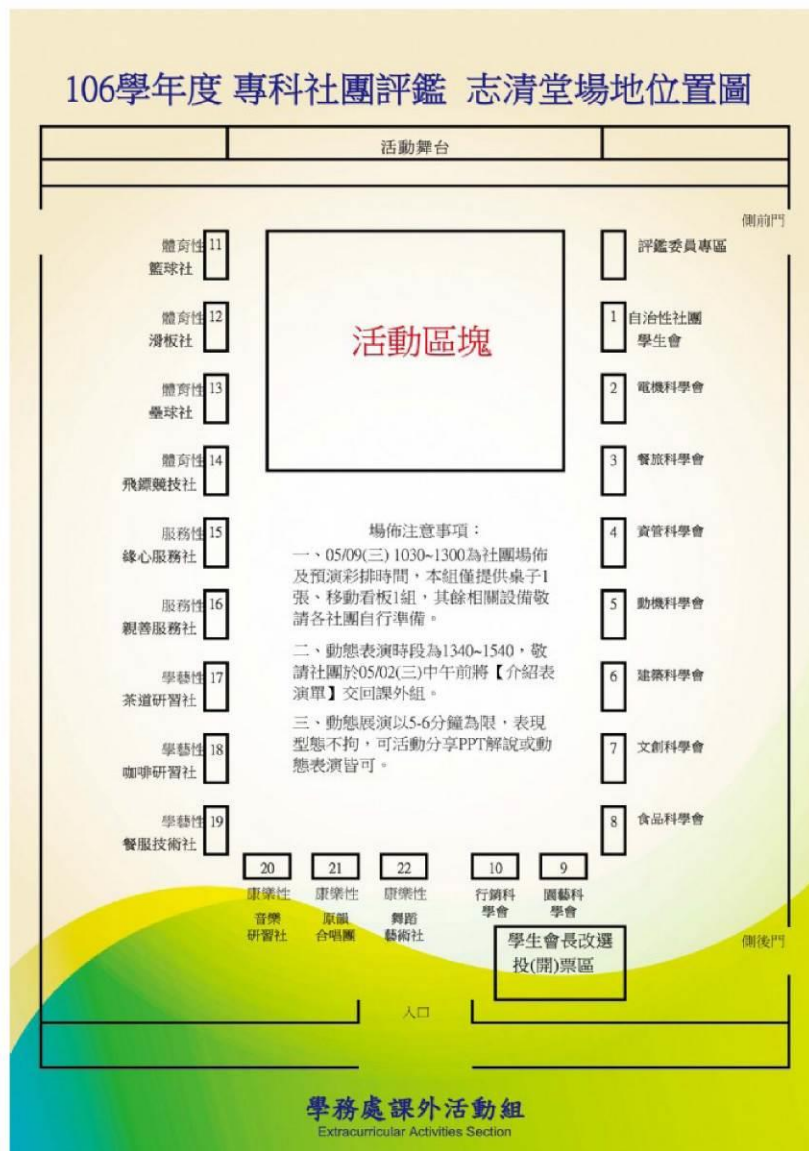 106學年度 專科社團評鑑 志清堂場地位置圖
活動舞台
側前門
體育性 11
籃球社
體育性 12
滑板社
體育性 13
壘球社
體育性 14
飛鏢競技社
服務性 15
緣心服務社
服務性 16
親善服務社
學藝性 17
茶道研習社
學藝性 18
咖啡研習社
學藝性 19
餐服技術社
活動區塊
評鑑委員專區
1 自治性社團
學生會
2 電機科學會
3 餐旅科學會
4 資管科學會
5 動機科學會
6 建築科學會
7 文創科學會
8 食品科學會
場佈注意事項：
一、05/09(三) 1030~1300為社團場佈
及預演彩排時間，本組僅提供桌子1
張、移動看板1組，其餘相關設備敬
請各社團自行準備。
二、動態表演時段為1340~1540，敬
請社團於05/02(三)中午前將【介紹表
演單】交回課外組。
三、動態展演以5-6分鐘為限，表現
型態不拘，可活動分享PPT解說或動
態表演皆可。
20
康樂性
音樂
研習社
21
康樂性
原韻
合唱團
22
康樂性
舞蹈
藝術社
10
行銷科
學會
9
園藝科
學會
學生會長改選
投(開)票區
側後門
入口
學務處課外活動組
Extracurricular Activities Section